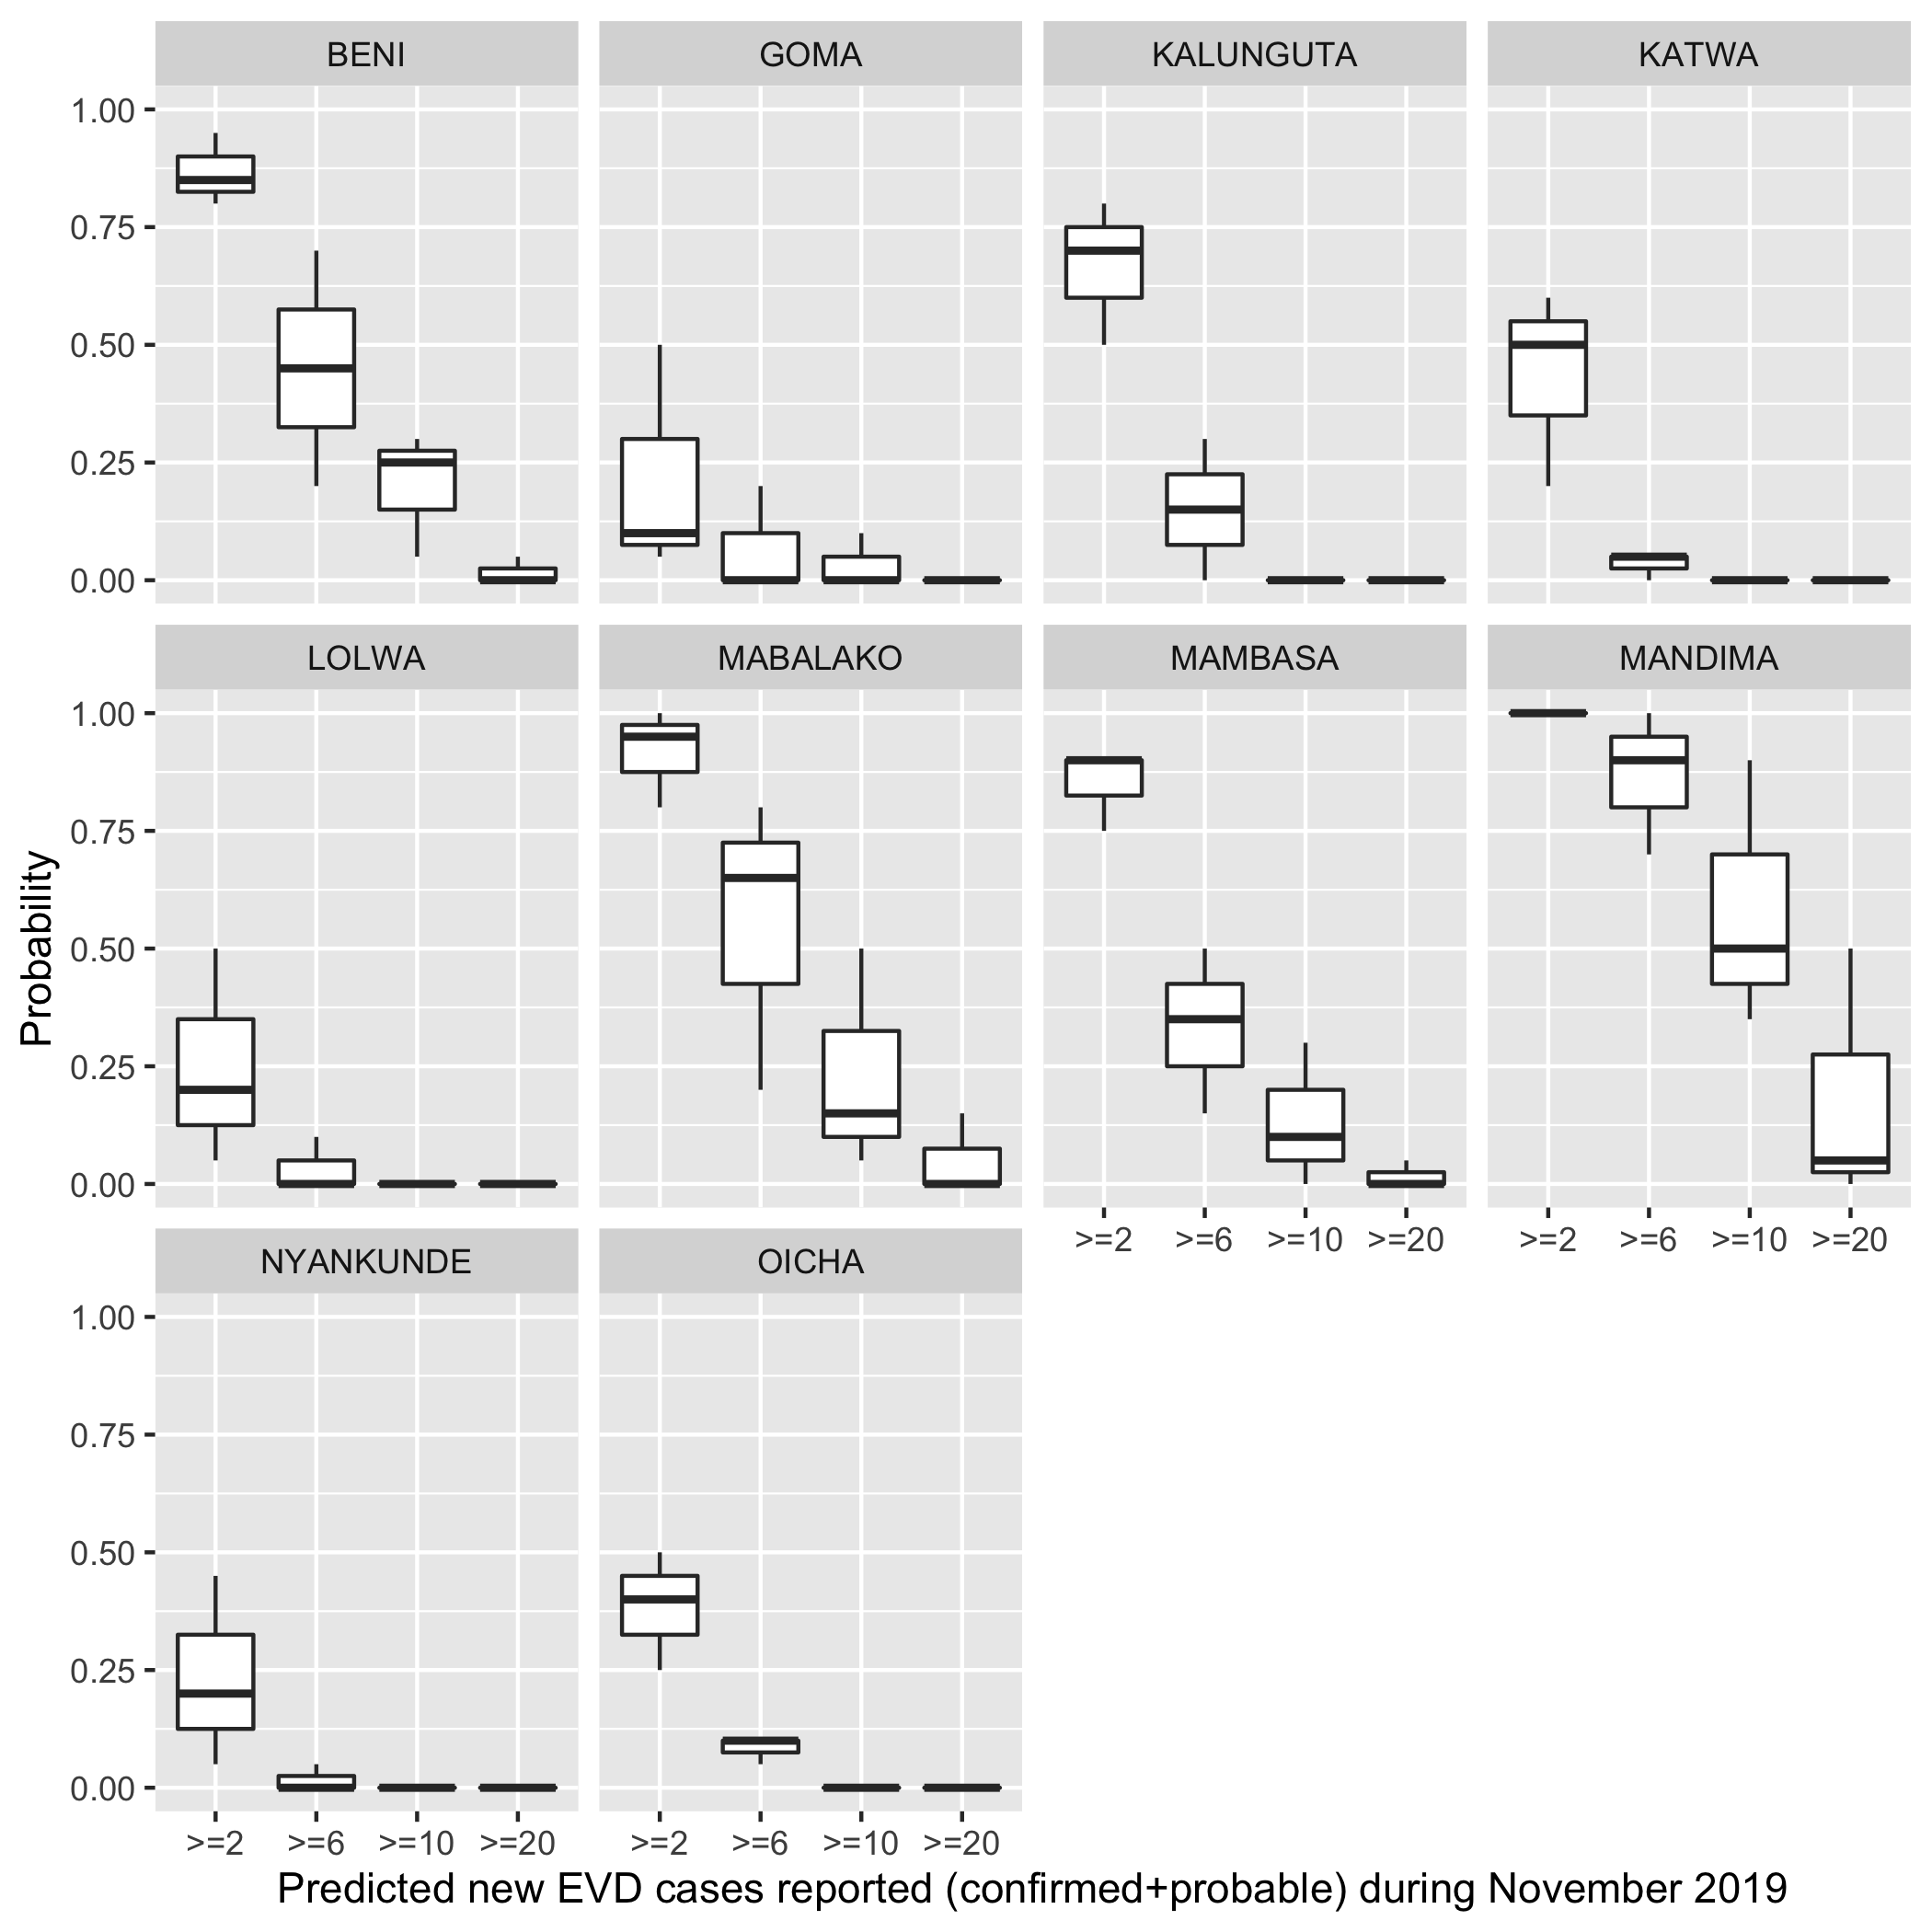 BENI GOMA KALUNGUTA KATWA
1.00
0.75
0.50
0.25
0.00
LOLWA MABALAKO MAMBASA MANDIMA
1.00
0.75
0.50
0.25
0.00
>=2 >=6 >=10 >=20 >=2 >=6 >=10 >=20
NYANKUNDE OICHA
1.00
0.75
0.50
0.25
0.00
>=2 >=6 >=10 >=20 >=2 >=6 >=10 >=20
Probability
Predicted new EVD cases reported (confirmed+probable) during November 2019